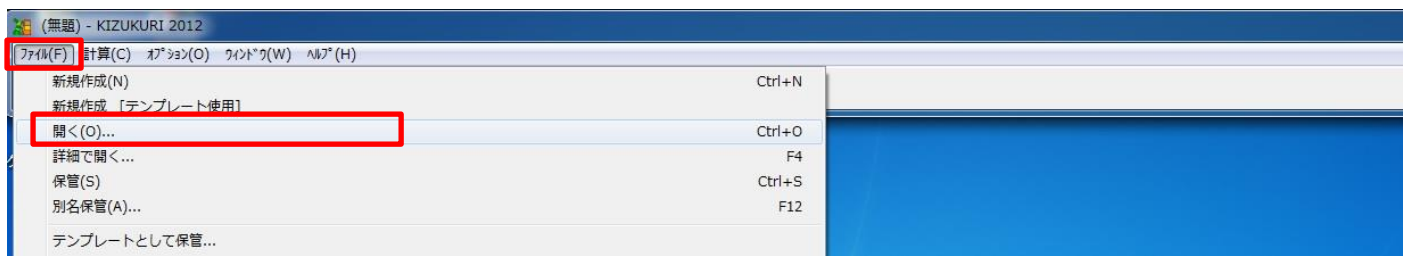 (無題) - KIZUKURI 2012
ﾌｧｲﾙ(F) 計算(C) ｵﾌﾟｼｮﾝ(O) ｳｨﾝﾄﾞｳ(W) ﾍﾙﾌﾟ(H)
新規作成(N) Ctrl+N
新規作成 [テンプレート使用]
開く(O)... Ctrl+O
詳細で開く... F4
保管(S) Ctrl+S
別名保管(A)... F12
テンプレートとして保管...